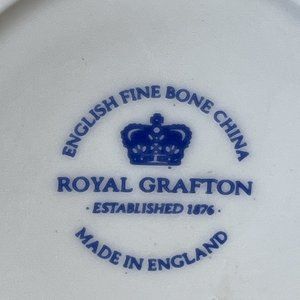 ENGLISH FINE BONE CHINA
ROYAL GRAFTON
· ESTABLISHED 1876 ·
MADE IN ENGLAND